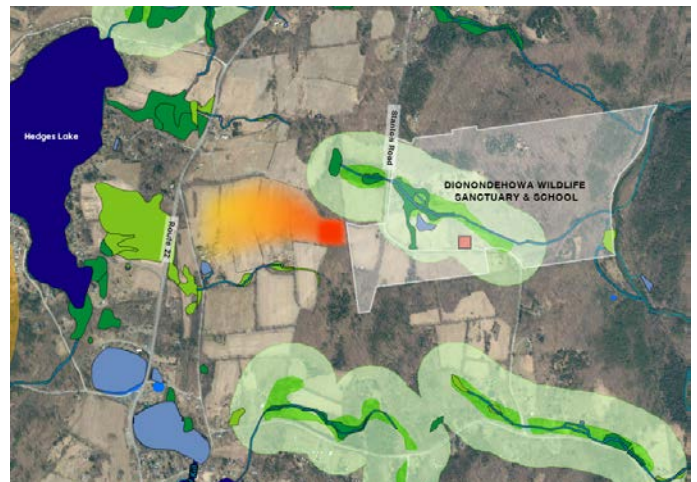 Hedges Lake
Stanton Road
DIONONDEHOWA WILDLIFE
SANCTUARY & SCHOOL
Route 22